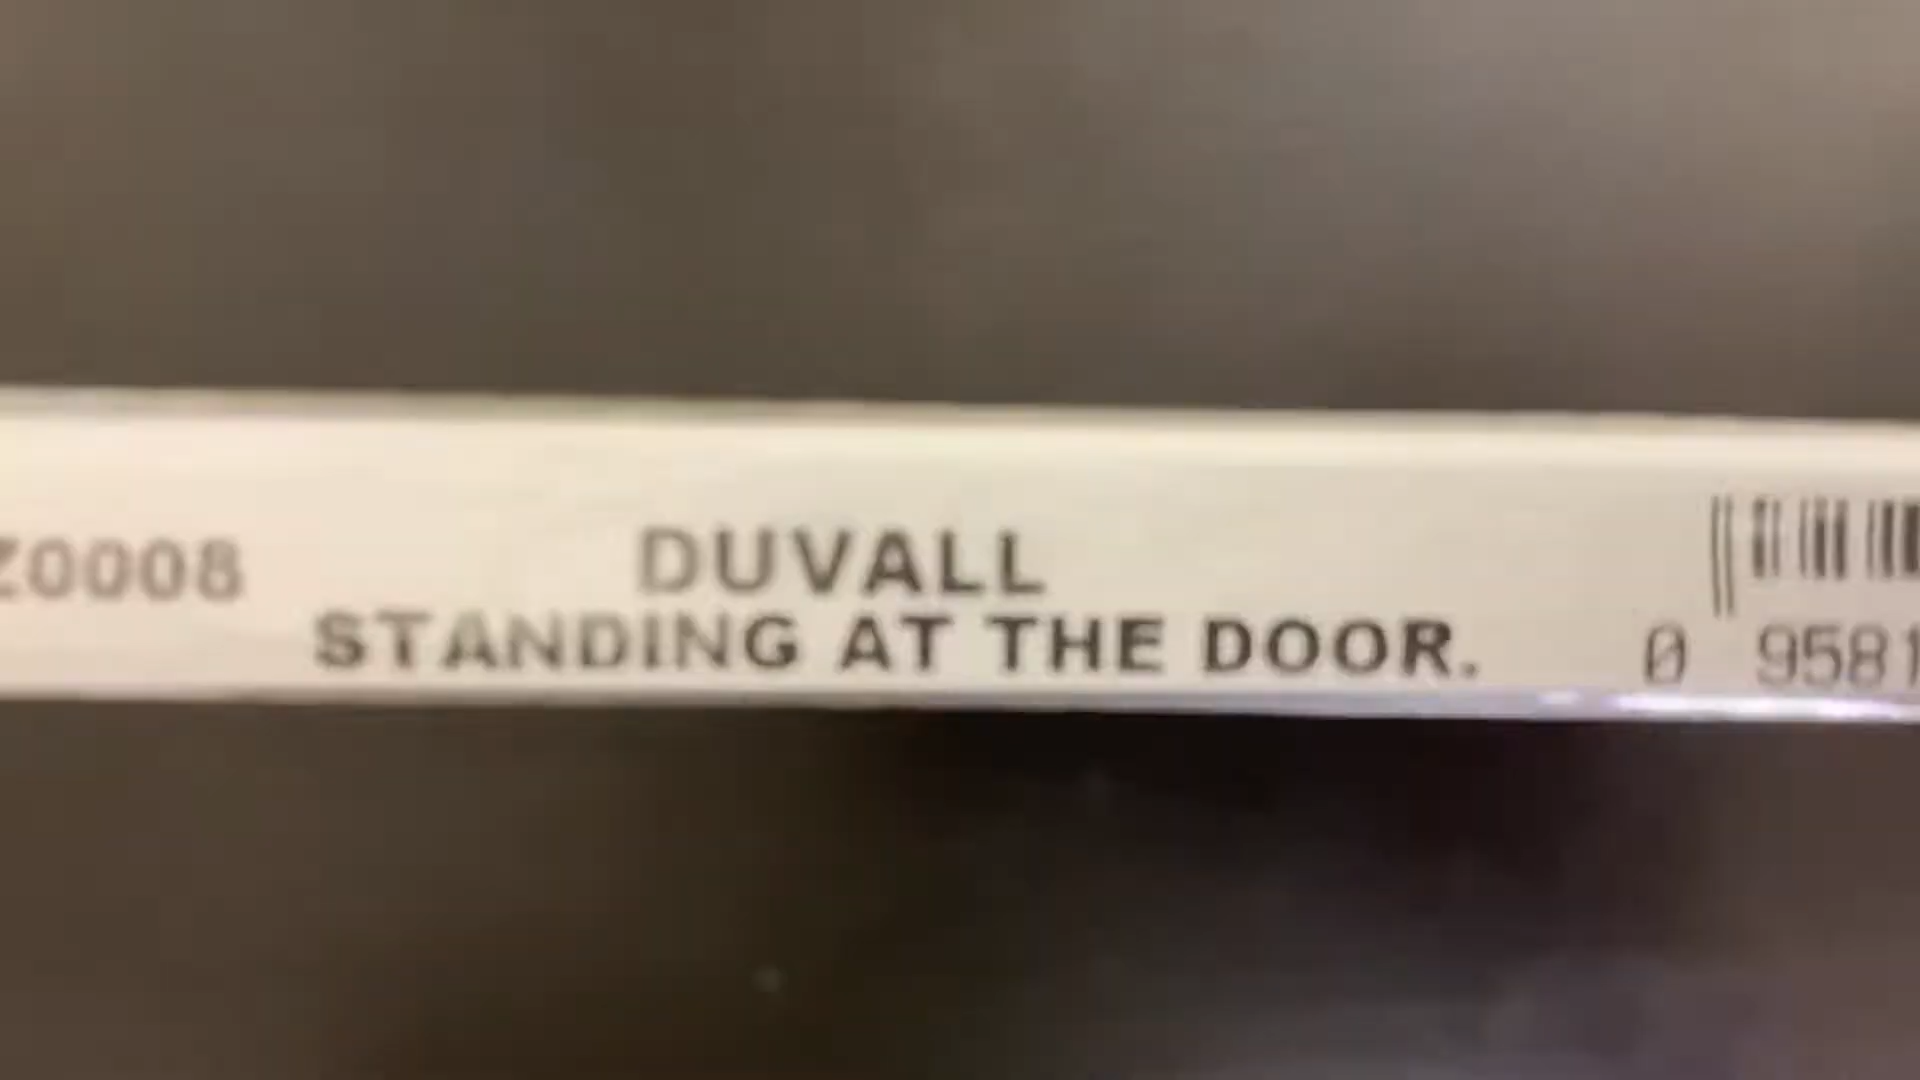 Z0008
DUVALL
STANDING AT THE DOOR.
0 9581